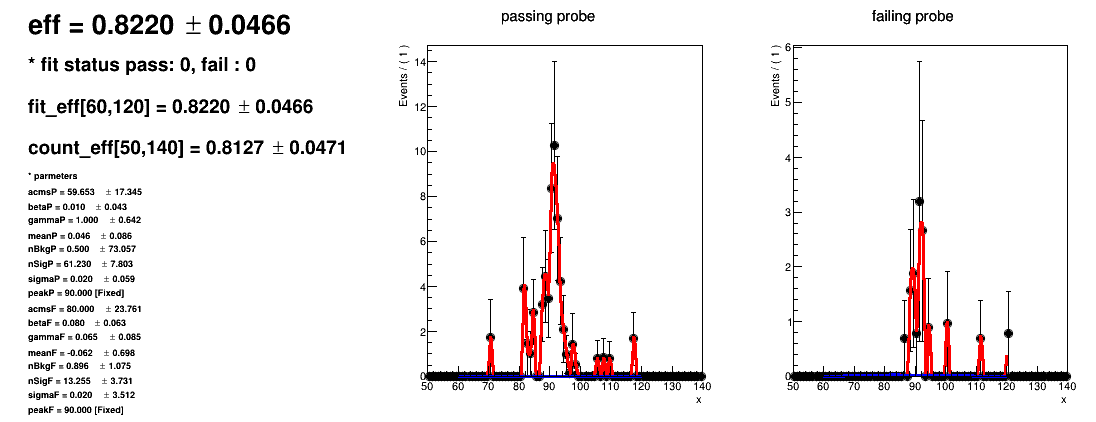 eff = 0.8220 ± 0.0466
* fit status pass: 0, fail : 0
fit_eff[60,120] = 0.8220 ± 0.0466
count_eff[50,140] = 0.8127 ± 0.0471
* parmeters
acmsP = 59.653 ± 17.345
betaP = 0.010 ± 0.043
gammaP = 1.000 ± 0.642
meanP = 0.046 ± 0.086
nBkgP = 0.500 ± 73.057
nSigP = 61.230 ± 7.803
sigmaP = 0.020 ± 0.059
peakP = 90.000 [Fixed]
acmsF = 80.000 ± 23.761
betaF = 0.080 ± 0.063
gammaF = 0.065 ± 0.085
meanF = -0.062 ± 0.698
nBkgF = 0.896 ± 1.075
nSigF = 13.255 ± 3.731
sigmaF = 0.020 ± 3.512
peakF = 90.000 [Fixed]
passing probe
Events / ( 1 )
14
12
10
8
6
4
2
0
50 60 70 80 90 100 110 120 130 140
x
failing probe
Events / ( 1 )
6
5
4
3
2
1
0
50 60 70 80 90 100 110 120 130 140
x